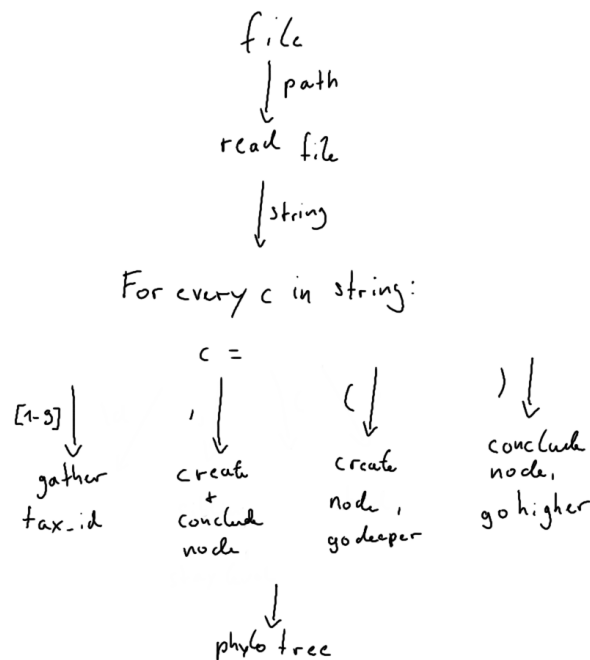 file
path
read file
string
For every c in string:
c =
[1-9]
,
(
)
gather
tax_id
create
+
conclude
node
create
node,
go deeper
conclude
node,
go higher
phylo tree